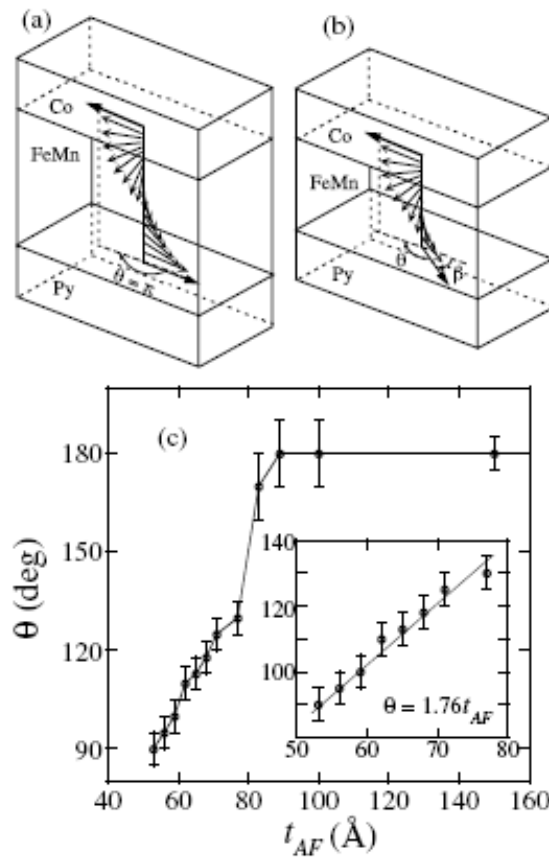 (a)
(b)
Co
FeMn
θ = π
Py
Co
FeMn
θ
β
Py
(c)
θ (deg)
180
150
120
90
40 60 80 100 120 140 160
t_AF (Å)
140
120
100
50 60 70 80
θ = 1.76t_AF